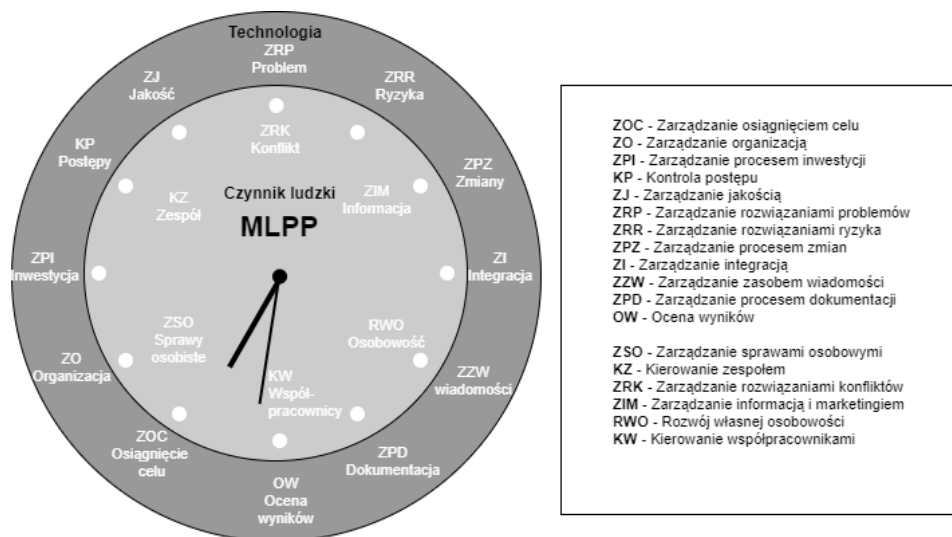 Technologia
ZRP
Problem
ZRR
Ryzyka
ZPZ
Zmiany
ZI
Integracja
ZZW
wiadomości
ZPD
Dokumentacja
OW
Ocena
wyników
ZOC
Osiągnięcie
celu
ZO
Organizacja
ZPI
Inwestycja
KP
Postępy
ZJ
Jakość
ZRK
Konflikt
ZIM
Informacja
RWO
Osobowość
KW
Współ-
pracownicy
ZSO
Sprawy
osobiste
KZ
Zespół
Czynnik ludzki
MLPP
ZOC - Zarządzanie osiągnięciem celu
ZO - Zarządzanie organizacją
ZPI - Zarządzanie procesem inwestycji
KP - Kontrola postępu
ZJ - Zarządzanie jakością
ZRP - Zarządzanie rozwiązaniami problemów
ZRR - Zarządzanie rozwiązaniami ryzyka
ZPZ - Zarządzanie procesem zmian
ZI - Zarządzanie integracją
ZZW - Zarządzanie zasobem wiadomości
ZPD - Zarządzanie procesem dokumentacji
OW - Ocena wyników
ZSO - Zarządzanie sprawami osobowymi
KZ - Kierowanie zespołem
ZRK - Zarządzanie rozwiązaniami konfliktów
ZIM - Zarządzanie informacją i marketingiem
RWO - Rozwój własnej osobowości
KW - Kierowanie współpracownikami